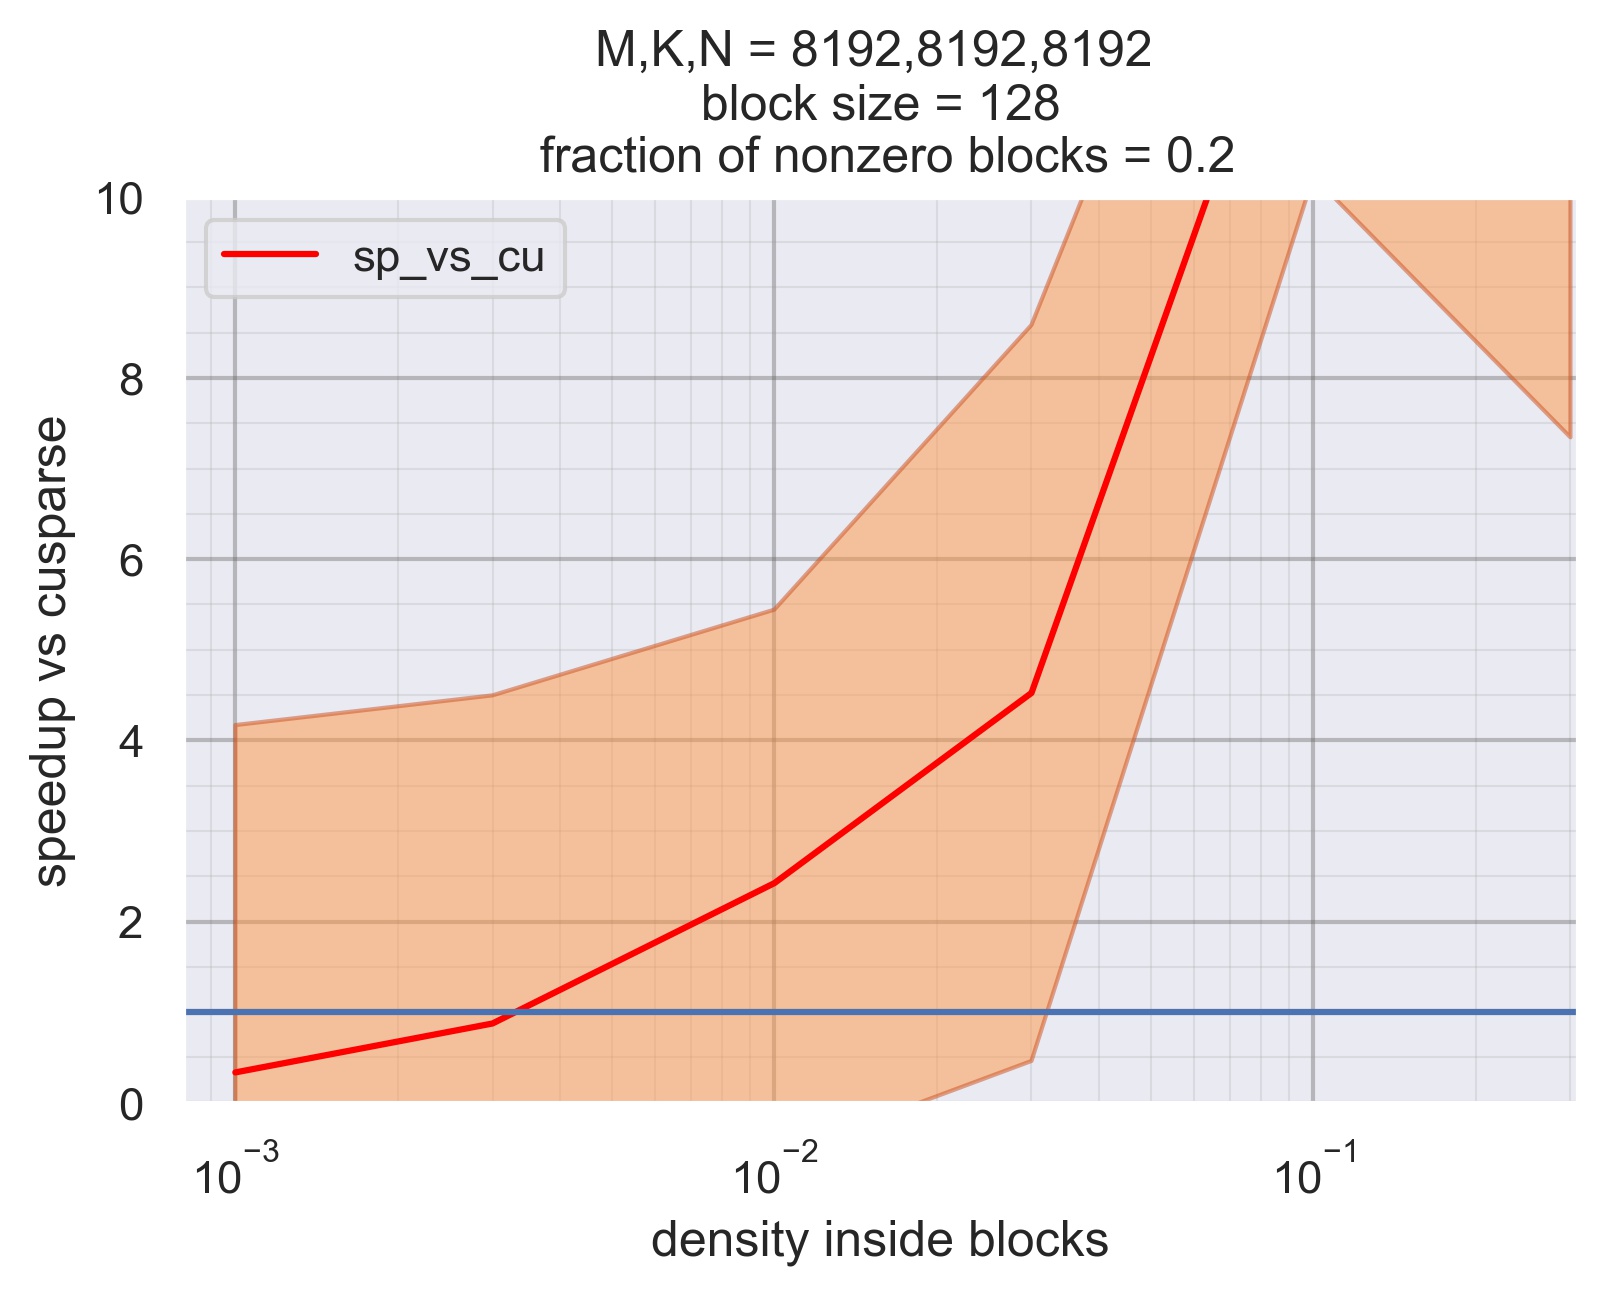 M,K,N = 8192,8192,8192
block size = 128
fraction of nonzero blocks = 0.2
10
8
6
4
2
0
speedup vs cusparse
sp_vs_cu
10⁻³
10⁻²
10⁻¹
density inside blocks